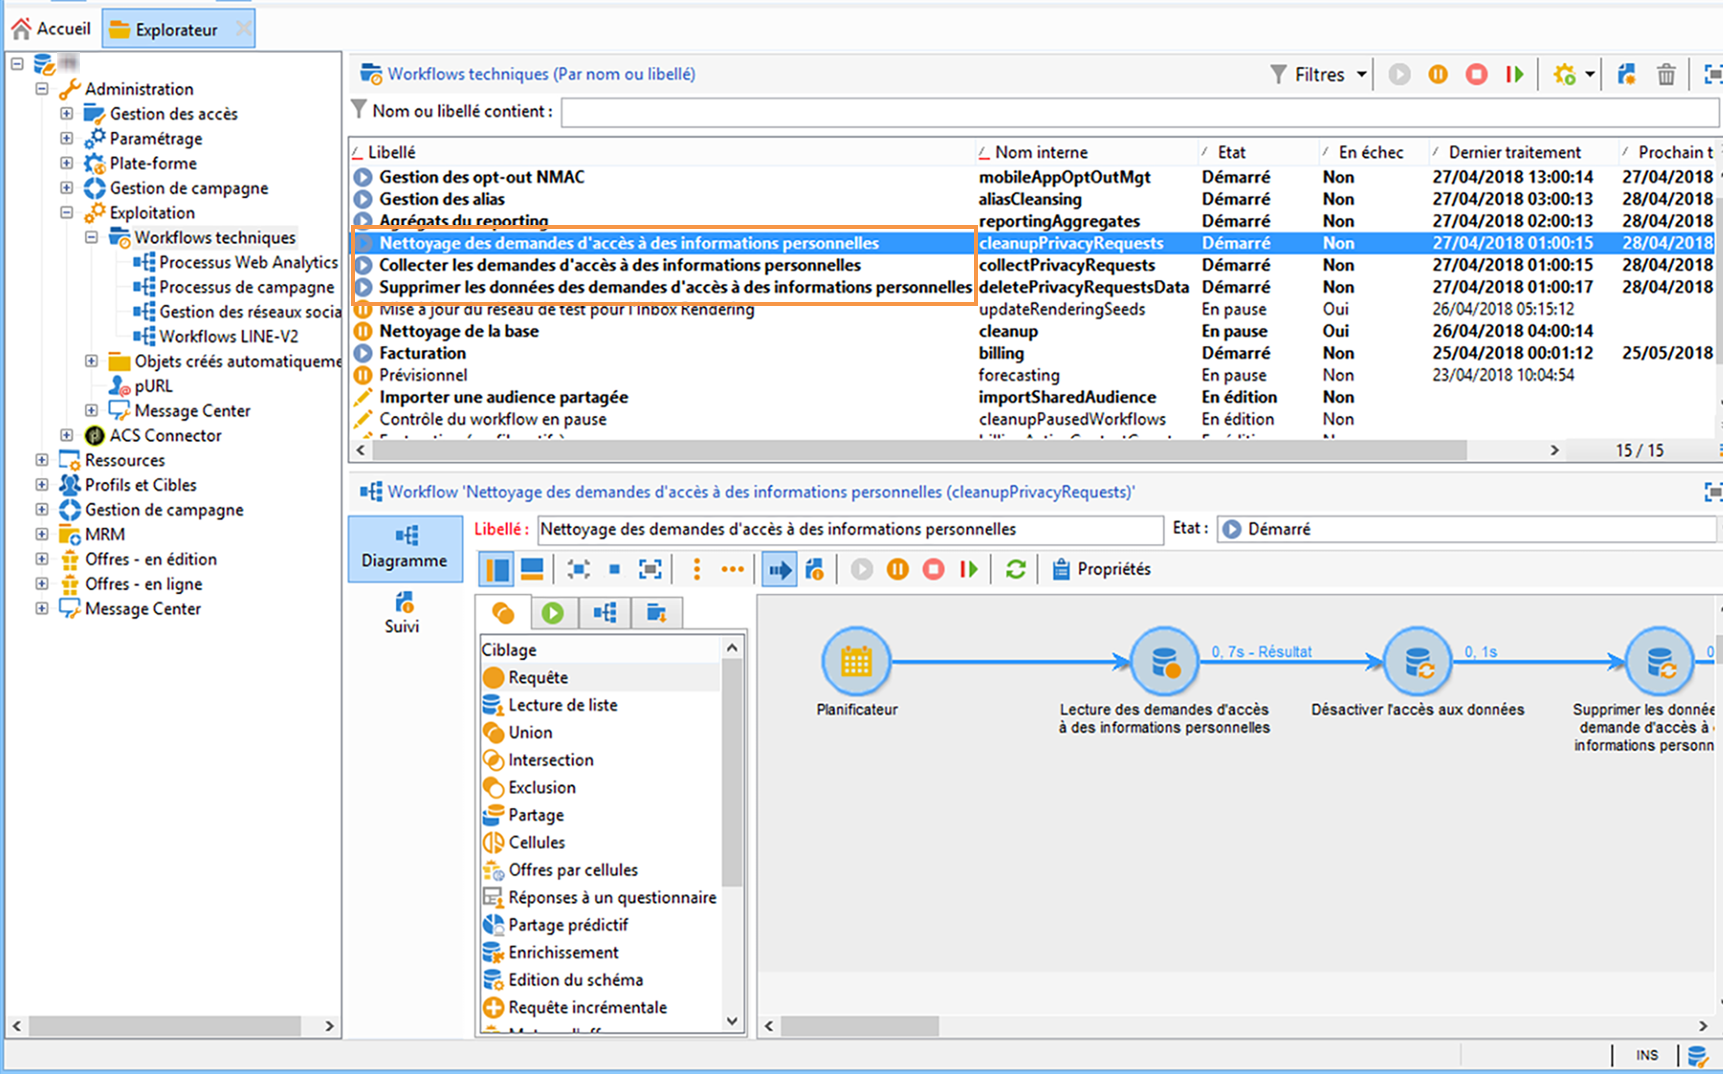 Accueil
Explorateur
Administration
Gestion des accès
Paramétrage
Plate-forme
Gestion de campagne
Exploitation
Workflows techniques
Processus Web Analytics
Processus de campagne
Gestion des réseaux socia
Workflows LINE-V2
Objets créés automatiqueme
pURL
Message Center
ACS Connector
Ressources
Profils et Cibles
Gestion de campagne
MRM
Offres - en édition
Offres - en ligne
Message Center
Workflows techniques (Par nom ou libellé)
Filtres
Nom ou libellé contient :
Libellé Nom interne Etat En échec Dernier traitement Prochain t
Gestion des opt-out NMAC mobileAppOptOutMgt Démarré Non 27/04/2018 13:00:14 27/04/2018
Gestion des alias aliasCleansing Démarré Non 27/04/2018 03:00:13 28/04/2018
Agrégats du reporting reportingAggregates Démarré Non 27/04/2018 02:00:13 28/04/2018
Nettoyage des demandes d'accès à des informations personnelles cleanupPrivacyRequests Démarré Non 27/04/2018 01:00:15 28/04/2018
Collecter les demandes d'accès à des informations personnelles collectPrivacyRequests Démarré Non 27/04/2018 01:00:15 28/04/2018
Supprimer les données des demandes d'accès à des informations personnelles deletePrivacyRequestsData Démarré Non 27/04/2018 01:00:17 28/04/2018
Mise à jour du réseau de test pour l'Inbox Rendering updateRenderingSeeds En pause Oui 26/04/2018 05:15:12
Nettoyage de la base cleanup En pause Oui 26/04/2018 04:00:14
Facturation billing Démarré Non 25/04/2018 00:01:12 25/05/2018
Prévisionnel forecasting En pause Non 23/04/2018 10:04:54
Importer une audience partagée importSharedAudience En édition Non
Contrôle du workflow en pause cleanupPausedWorkflows En édition Non
15 / 15
Workflow 'Nettoyage des demandes d'accès à des informations personnelles (cleanupPrivacyRequests)'
Diagramme
Suivi
Libellé : Nettoyage des demandes d'accès à des informations personnelles Etat : Démarré
Propriétés
Ciblage
Requête
Lecture de liste
Union
Intersection
Exclusion
Partage
Cellules
Offres par cellules
Réponses à un questionnaire
Partage prédictif
Enrichissement
Edition du schéma
Requête incrémentale
0, 7s - Résultat
0, 1s
0
Planificateur
Lecture des demandes d'accès
à des informations personnelles
Désactiver l'accès aux données
Supprimer les donnée
demande d'accès à
informations personn
INS